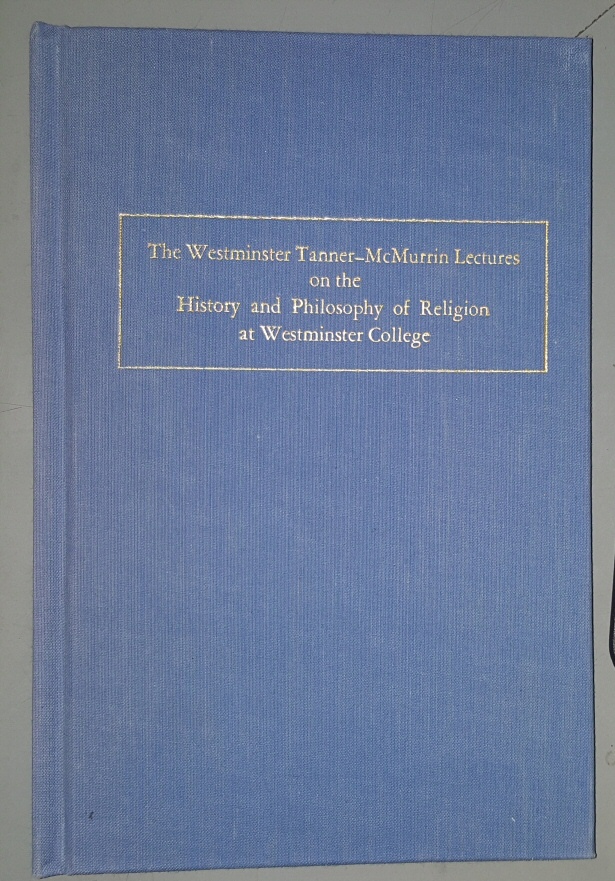 The Westminster Tanner–McMurrin Lectures
on the
History and Philosophy of Religion
at Westminster College